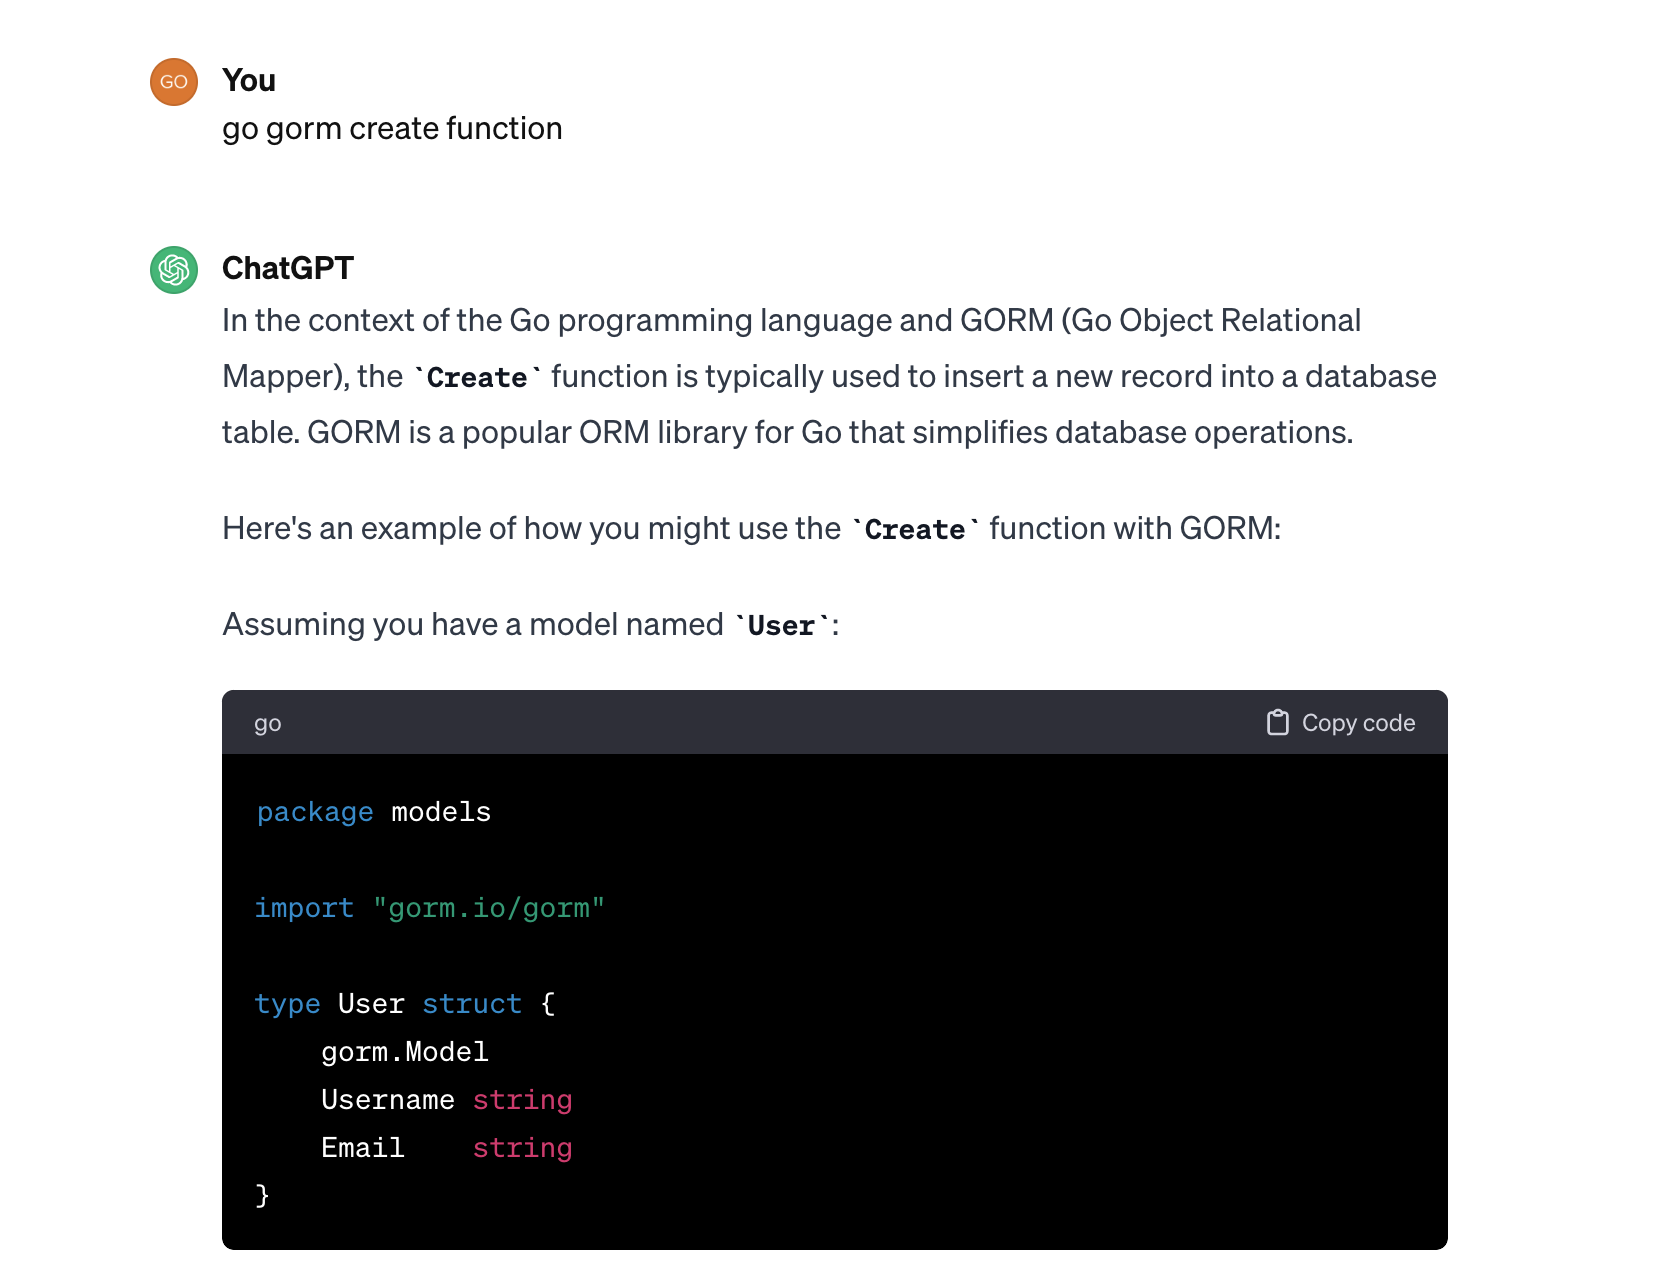 GO
You
go gorm create function
ChatGPT
In the context of the Go programming language and GORM (Go Object Relational
Mapper), the `Create` function is typically used to insert a new record into a database
table. GORM is a popular ORM library for Go that simplifies database operations.
Here's an example of how you might use the `Create` function with GORM:
Assuming you have a model named `User`:
go
Copy code
package models
import "gorm.io/gorm"
type User struct {
    gorm.Model
    Username string
    Email    string
}